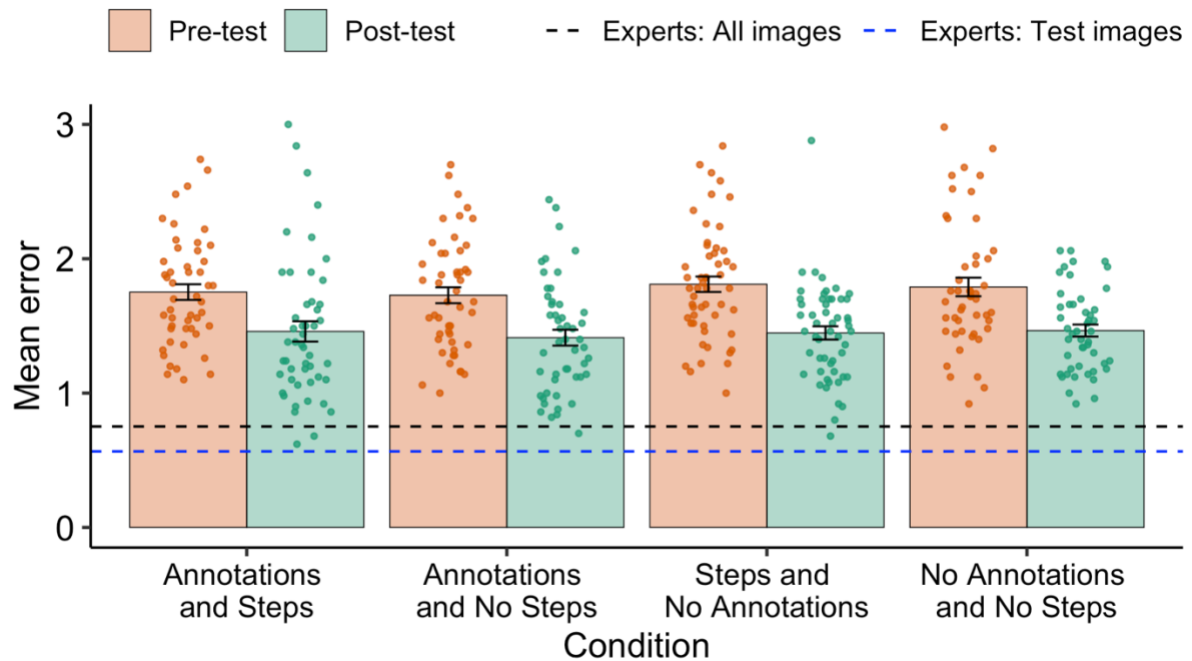 Pre-test Post-test Experts: All images Experts: Test images
3
2
1
0
Mean error
Annotations and Steps
Annotations and No Steps
Steps and No Annotations
No Annotations and No Steps
Condition